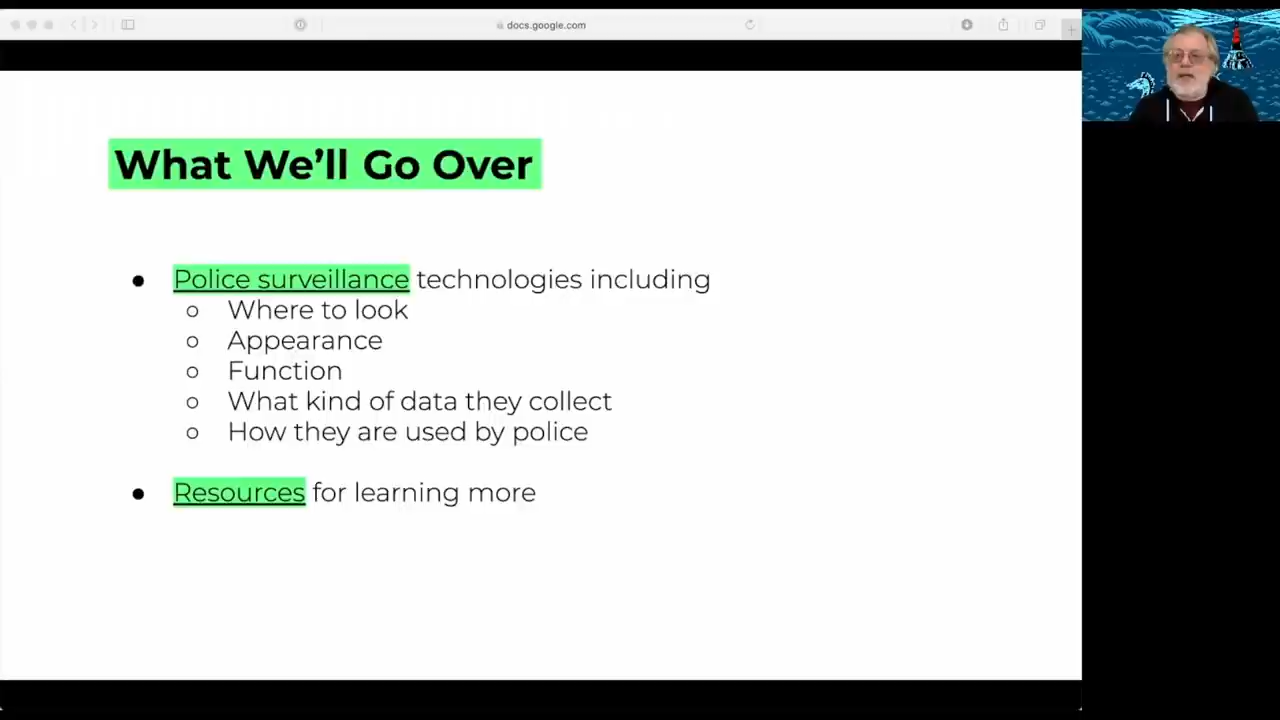 docs.google.com
What We'll Go Over
● Police surveillance technologies including
○ Where to look
○ Appearance
○ Function
○ What kind of data they collect
○ How they are used by police
● Resources for learning more